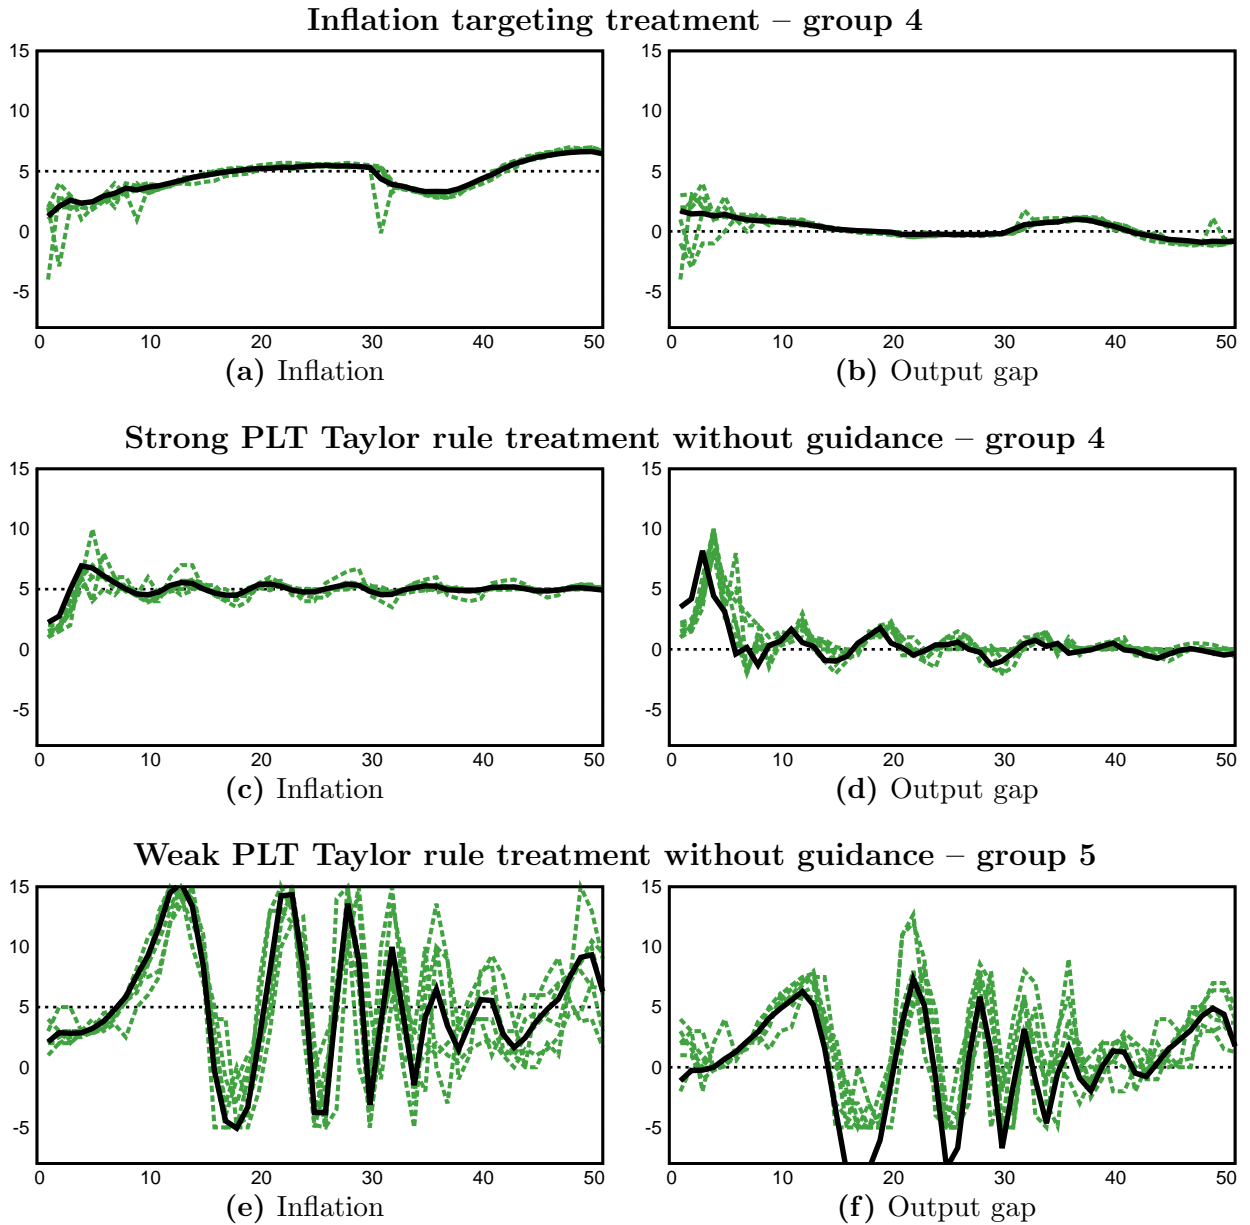 Inflation targeting treatment – group 4
15 15
10 10
5 5
0 0
-5 -5
0 10 20 30 40 50 0 10 20 30 40 50
(a) Inflation (b) Output gap
Strong PLT Taylor rule treatment without guidance – group 4
15 15
10 10
5 5
0 0
-5 -5
0 10 20 30 40 50 0 10 20 30 40 50
(c) Inflation (d) Output gap
Weak PLT Taylor rule treatment without guidance – group 5
15 15
10 10
5 5
0 0
-5 -5
0 10 20 30 40 50 0 10 20 30 40 50
(e) Inflation (f) Output gap